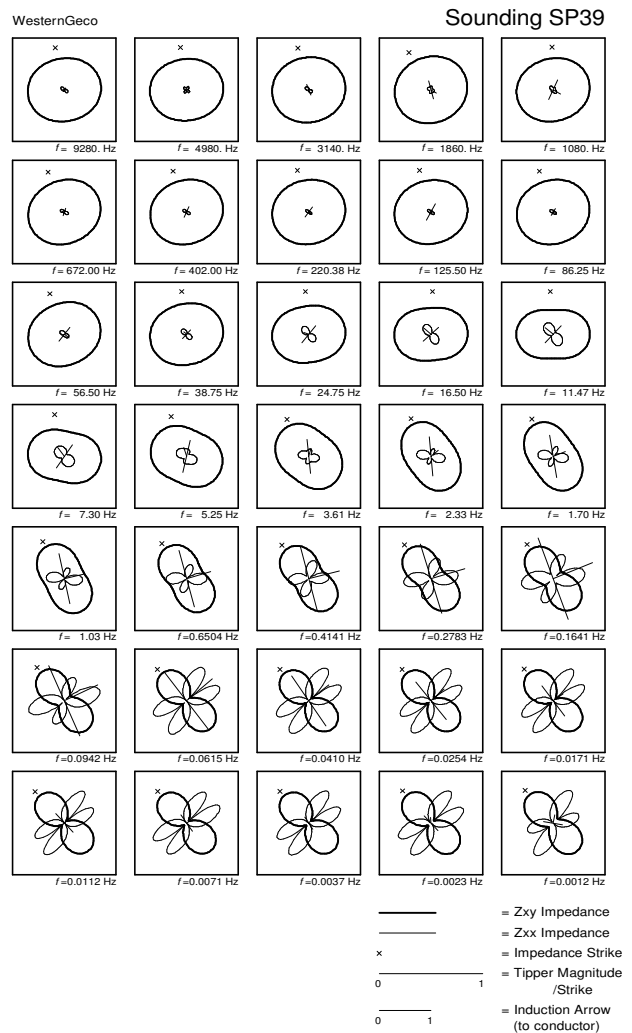 WesternGeco Sounding SP39
f = 9280. Hz f = 4980. Hz f = 3140. Hz f = 1860. Hz f = 1080. Hz
f = 672.00 Hz f = 402.00 Hz f = 220.38 Hz f = 125.50 Hz f = 86.25 Hz
f = 56.50 Hz f = 38.75 Hz f = 24.75 Hz f = 16.50 Hz f = 11.47 Hz
f = 7.30 Hz f = 5.25 Hz f = 3.61 Hz f = 2.33 Hz f = 1.70 Hz
f = 1.03 Hz f =0.6504 Hz f =0.4141 Hz f =0.2783 Hz f =0.1641 Hz
f =0.0942 Hz f =0.0615 Hz f =0.0410 Hz f =0.0254 Hz f =0.0171 Hz
f =0.0112 Hz f =0.0071 Hz f =0.0037 Hz f =0.0023 Hz f =0.0012 Hz
= Zxy Impedance
= Zxx Impedance
× = Impedance Strike
= Tipper Magnitude
0 1 /Strike
= Induction Arrow
0 1 (to conductor)